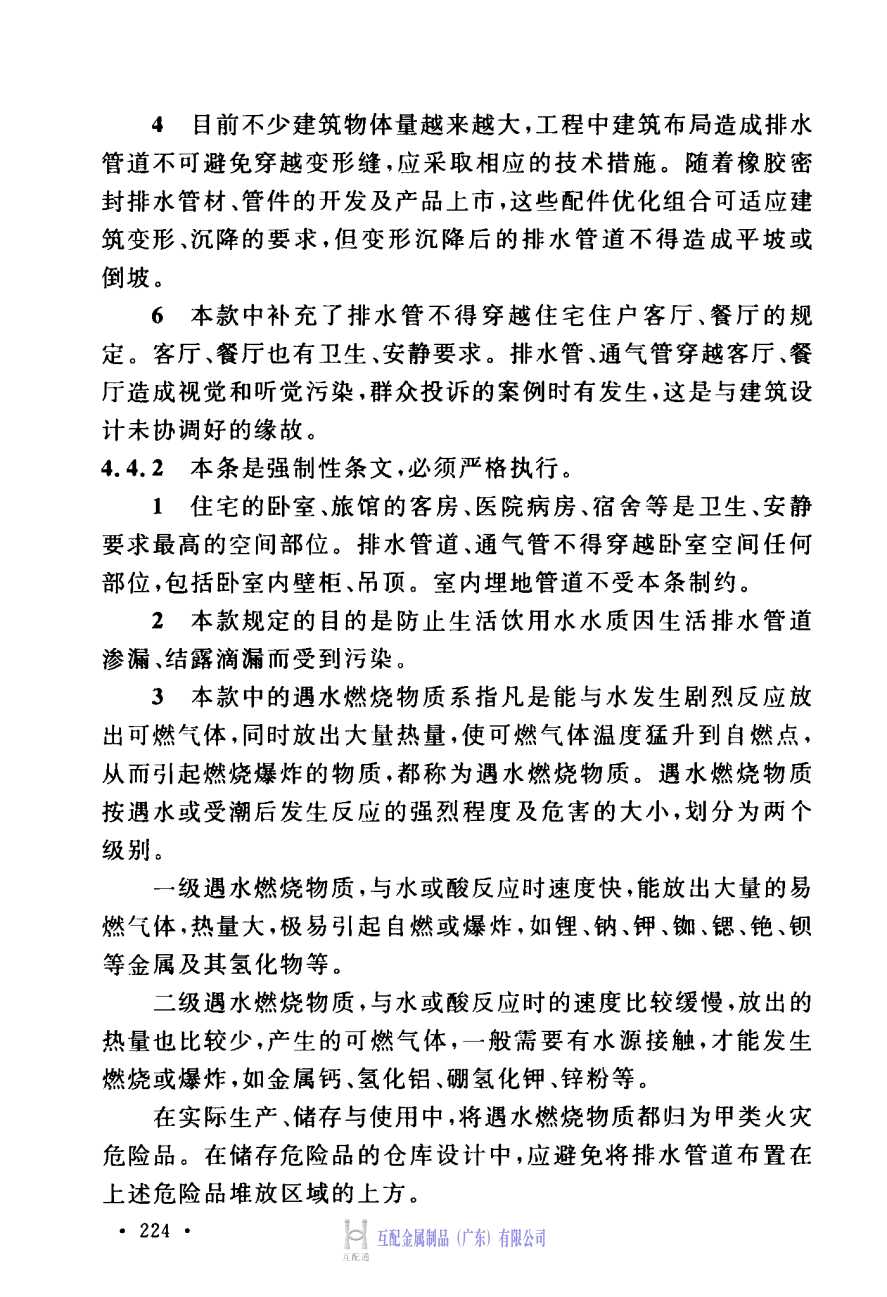 4 目前不少建筑物体量越来越大,工程中建筑布局造成排水
管道不可避免穿越变形缝,应采取相应的技术措施。随着橡胶密
封排水管材、管件的开发及产品上市,这些配件优化组合可适应建
筑变形、沉降的要求,但变形沉降后的排水管道不得造成平坡或
倒坡。
6 本款中补充了排水管不得穿越住宅住户客厅、餐厅的规
定。客厅、餐厅也有卫生、安静要求。排水管、通气管穿越客厅、餐
厅造成视觉和听觉污染,群众投诉的案例时有发生,这是与建筑设
计未协调好的缘故。
4.4.2 本条是强制性条文,必须严格执行。
1 住宅的卧室、旅馆的客房、医院病房、宿舍等是卫生、安静
要求最高的空间部位。排水管道、通气管不得穿越卧室空间任何
部位,包括卧室内壁柜、吊顶。室内埋地管道不受本条制约。
2 本款规定的目的是防止生活饮用水水质因生活排水管道
渗漏、结露滴漏而受到污染。
3 本款中的遇水燃烧物质系指凡是能与水发生剧烈反应放
出可燃气体,同时放出大量热量,使可燃气体温度猛升到自燃点,
从而引起燃烧爆炸的物质,都称为遇水燃烧物质。遇水燃烧物质
按遇水或受潮后发生反应的强烈程度及危害的大小,划分为两个
级别。
一级遇水燃烧物质,与水或酸反应时速度快,能放出大量的易
燃气体,热量大,极易引起自燃或爆炸,如锂、钠、钾、铷、锶、铯、钡
等金属及其氢化物等。
二级遇水燃烧物质,与水或酸反应时的速度比较缓慢,放出的
热量也比较少,产生的可燃气体,一般需要有水源接触,才能发生
燃烧或爆炸,如金属钙、氢化铝、硼氢化钾、锌粉等。
在实际生产、储存与使用中,将遇水燃烧物质都归为甲类火灾
危险品。在储存危险品的仓库设计中,应避免将排水管道布置在
上述危险品堆放区域的上方。
· 224 ·
互配金属制品(广东)有限公司
互配通